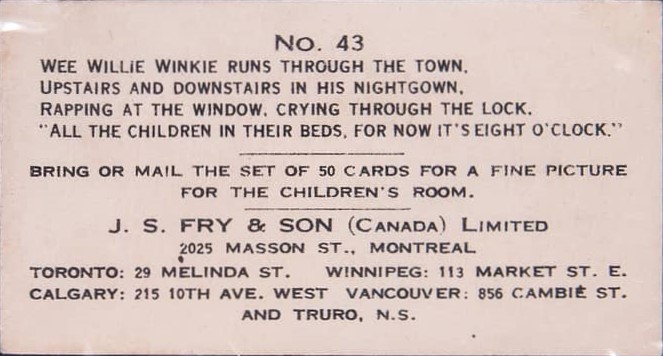 No. 43
WEE WILLIE WINKIE RUNS THROUGH THE TOWN,
UPSTAIRS AND DOWNSTAIRS IN HIS NIGHTGOWN,
RAPPING AT THE WINDOW, CRYING THROUGH THE LOCK.
"ALL THE CHILDREN IN THEIR BEDS, FOR NOW IT'S EIGHT O'CLOCK."
BRING OR MAIL THE SET OF 50 CARDS FOR A FINE PICTURE
FOR THE CHILDREN'S ROOM.
J. S. FRY & SON (CANADA) LIMITED
2025 MASSON ST., MONTREAL
TORONTO: 29 MELINDA ST. WINNIPEG: 113 MARKET ST. E.
CALGARY: 215 10TH AVE. WEST VANCOUVER: 856 CAMBIE ST.
AND TRURO, N.S.